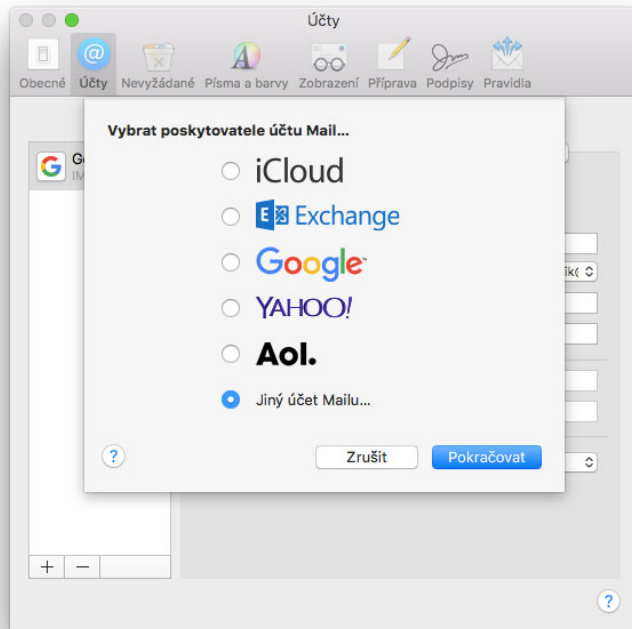 Účty
Obecné Účty Nevyžádané Písma a barvy Zobrazení Příprava Podpisy Pravidla
Vybrat poskytovatele účtu Mail...
iCloud
Exchange
Google
YAHOO!
Aol.
Jiný účet Mailu...
Zrušit Pokračovat